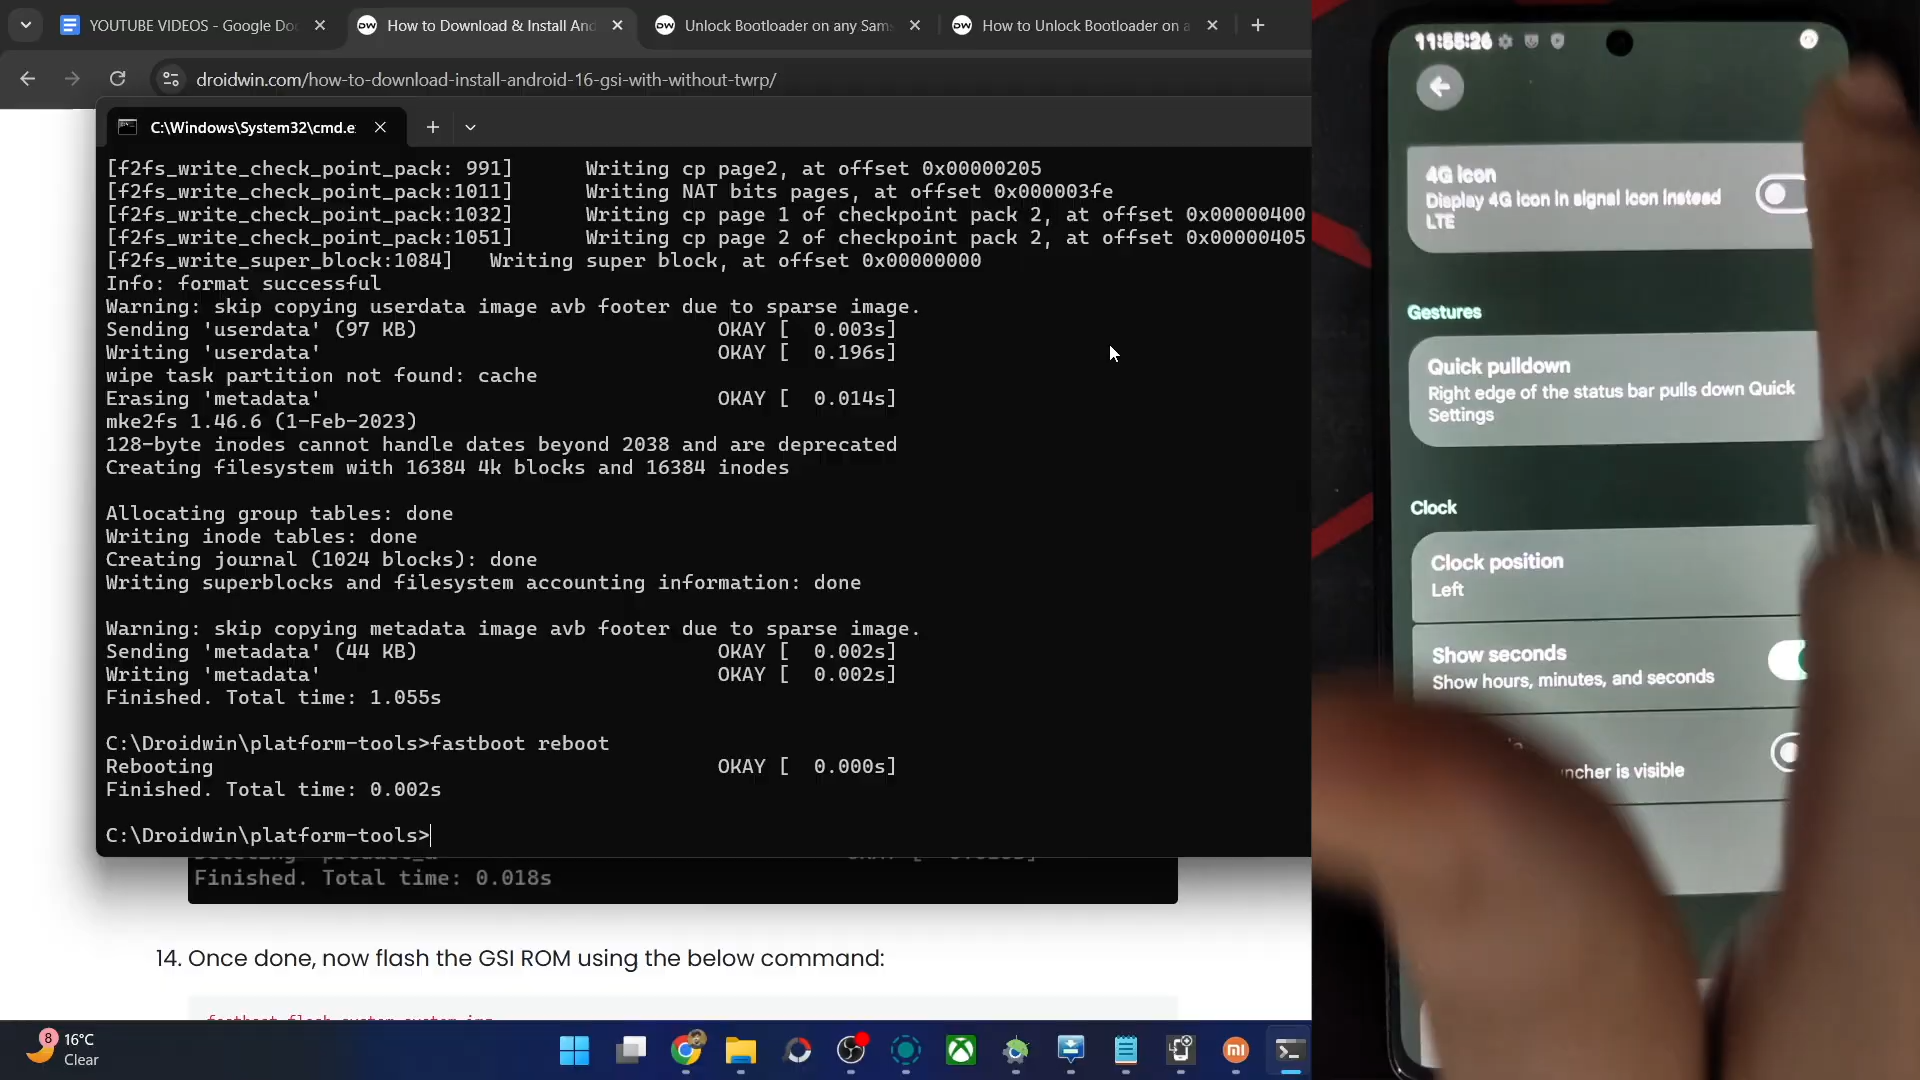 YOUTUBE VIDEOS - Google Do
How to Download & Install And
Unlock Bootloader on any Sams
How to Unlock Bootloader on a
droidwin.com/how-to-download-install-android-16-gsi-with-without-twrp/
C:\Windows\System32\cmd.e
[f2fs_write_check_point_pack: 991] Writing cp page2, at offset 0x00000205
[f2fs_write_check_point_pack:1011] Writing NAT bits pages, at offset 0x000003fe
[f2fs_write_check_point_pack:1032] Writing cp page 1 of checkpoint pack 2, at offset 0x00000400
[f2fs_write_check_point_pack:1051] Writing cp page 2 of checkpoint pack 2, at offset 0x00000405
[f2fs_write_super_block:1084] Writing super block, at offset 0x00000000
Info: format successful
Warning: skip copying userdata image avb footer due to sparse image.
Sending 'userdata' (97 KB) OKAY [ 0.003s]
Writing 'userdata' OKAY [ 0.196s]
wipe task partition not found: cache
Erasing 'metadata' OKAY [ 0.014s]
mke2fs 1.46.6 (1-Feb-2023)
128-byte inodes cannot handle dates beyond 2038 and are deprecated
Creating filesystem with 16384 4k blocks and 16384 inodes
Allocating group tables: done
Writing inode tables: done
Creating journal (1024 blocks): done
Writing superblocks and filesystem accounting information: done
Warning: skip copying metadata image avb footer due to sparse image.
Sending 'metadata' (44 KB) OKAY [ 0.002s]
Writing 'metadata' OKAY [ 0.002s]
Finished. Total time: 1.055s
C:\Droidwin\platform-tools>fastboot reboot
Rebooting OKAY [ 0.000s]
Finished. Total time: 0.002s
C:\Droidwin\platform-tools>
Finished. Total time: 0.018s
14. Once done, now flash the GSI ROM using the below command:
8
16°C
Clear
11:55:26
4G icon
Display 4G icon in signal icon instead
LTE
Gestures
Quick pulldown
Right edge of the status bar pulls down Quick
Settings
Clock
Clock position
Left
Show seconds
Show hours, minutes, and seconds
is visible